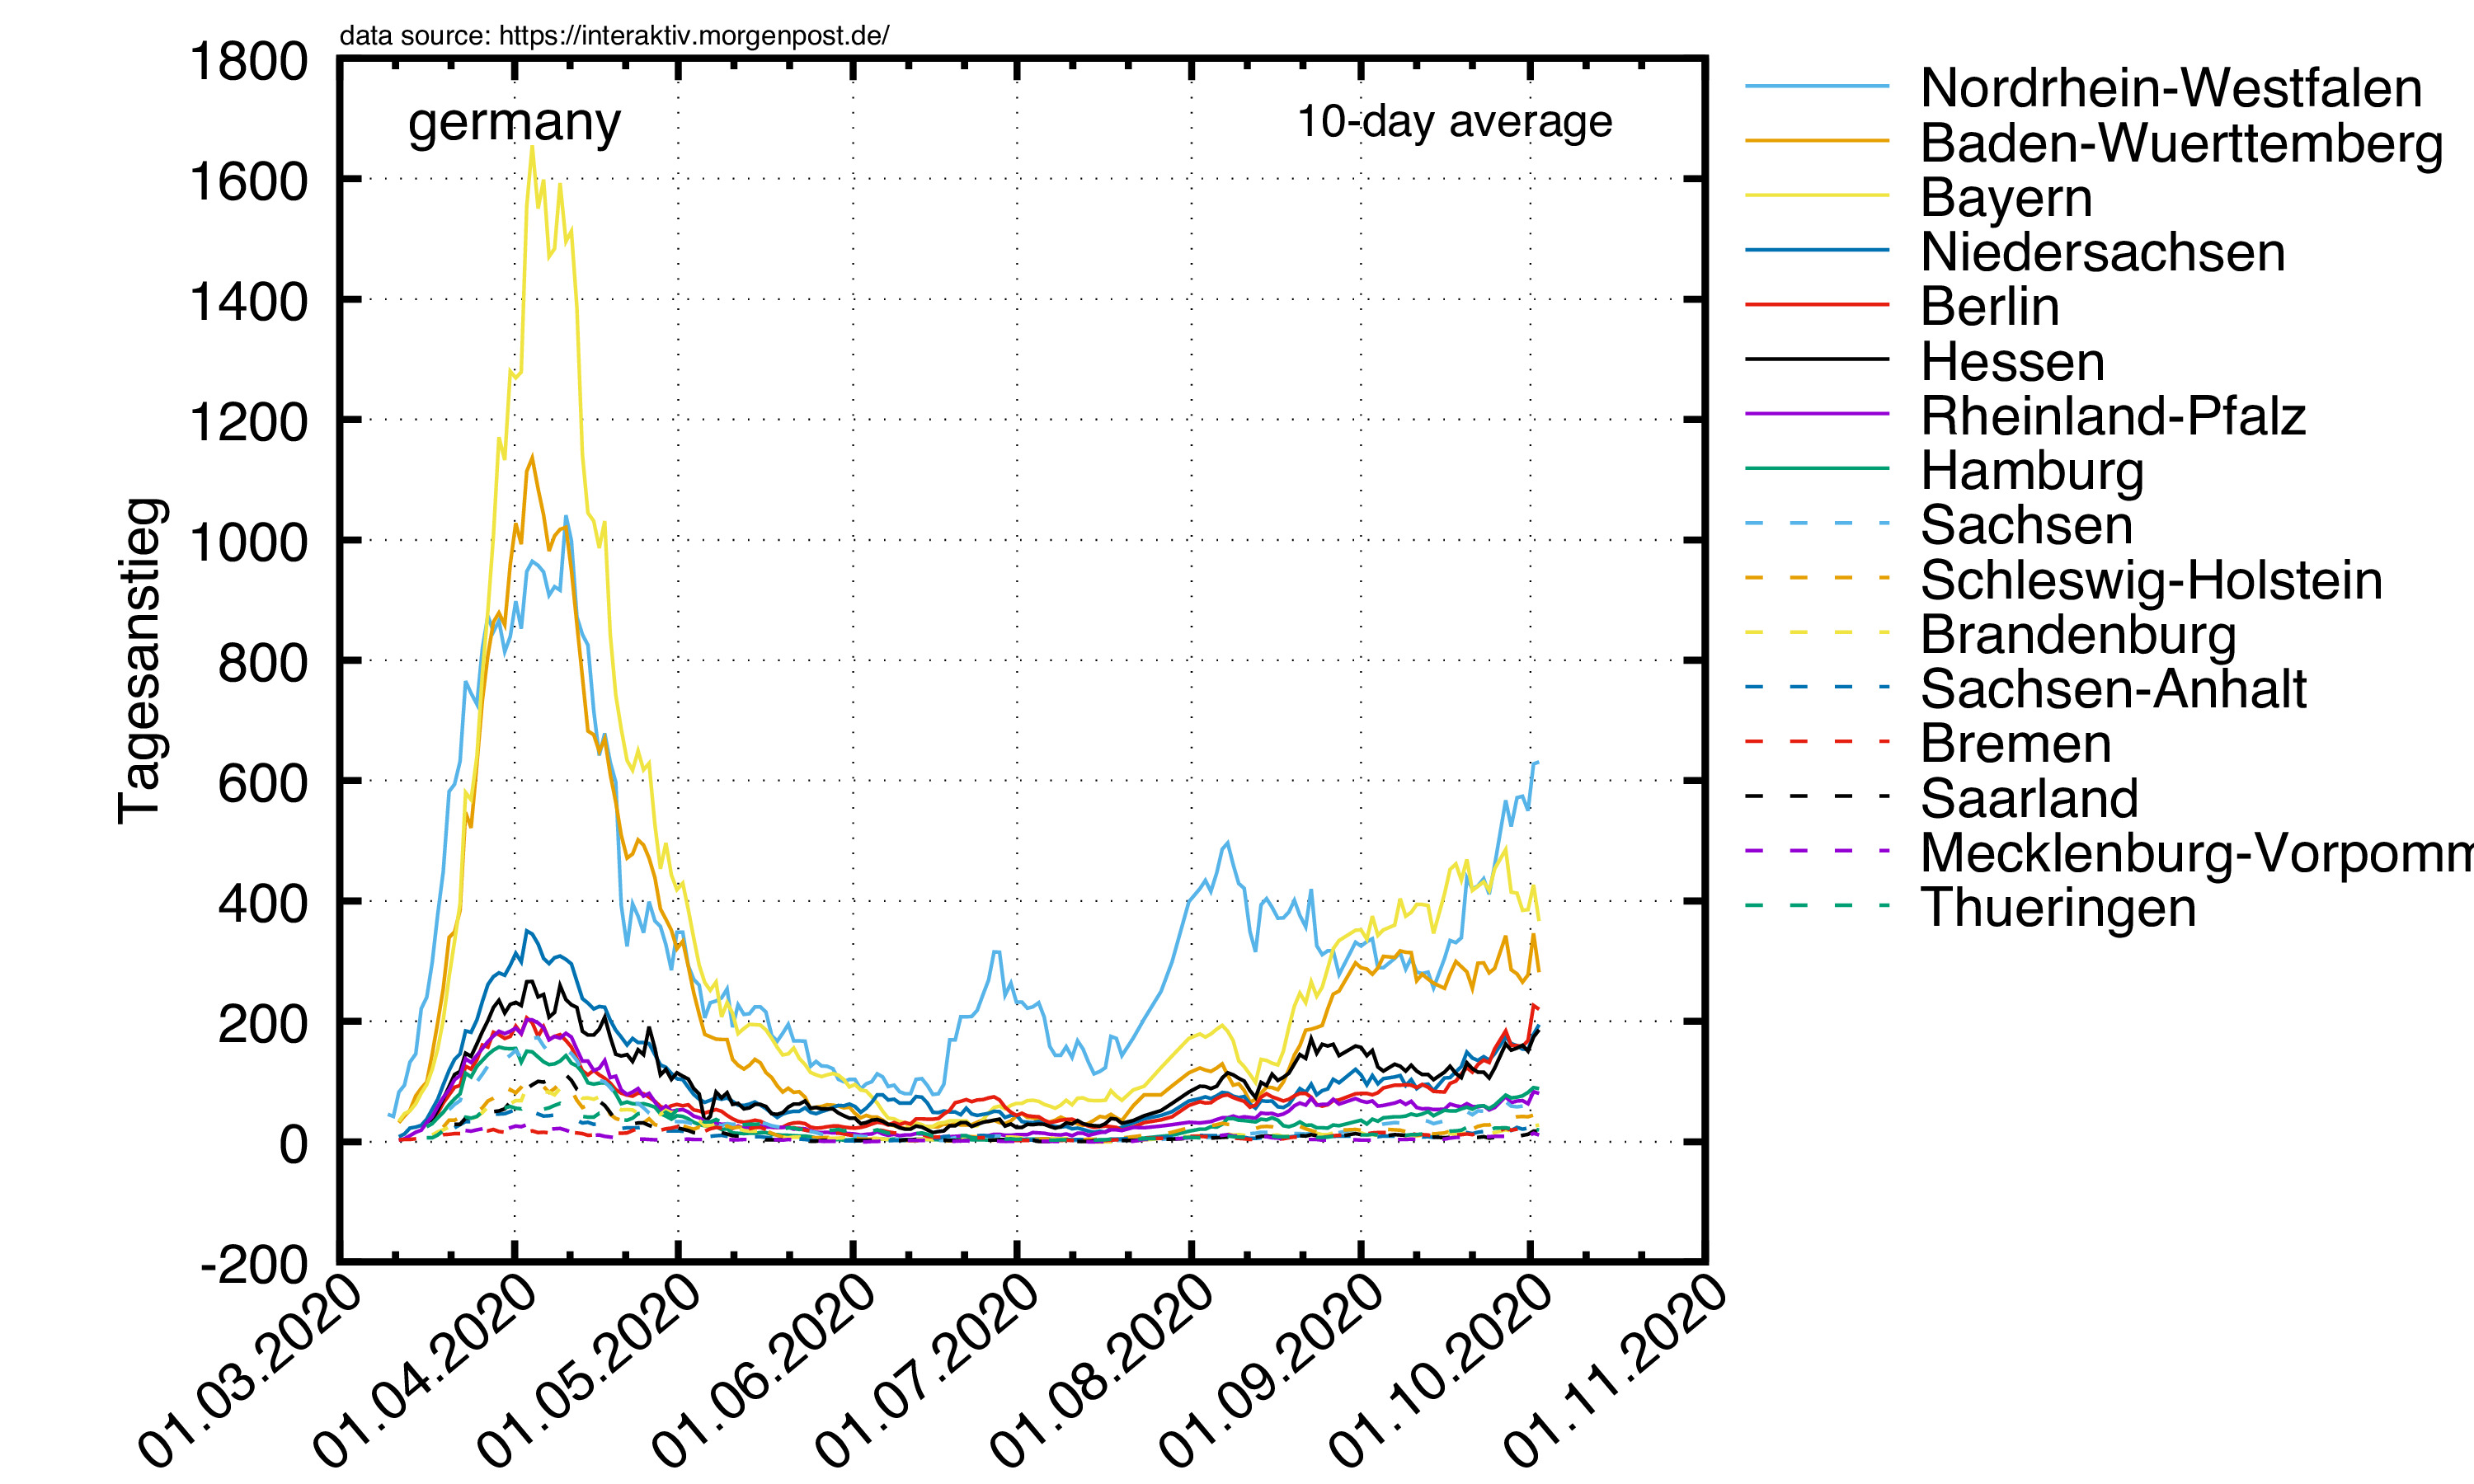 data source: https://interaktiv.morgenpost.de/
germany
10-day average
Tagesanstieg
1800
1600
1400
1200
1000
800
600
400
200
0
-200
01.03.2020
01.04.2020
01.05.2020
01.06.2020
01.07.2020
01.08.2020
01.09.2020
01.10.2020
01.11.2020
Nordrhein-Westfalen
Baden-Wuerttemberg
Bayern
Niedersachsen
Berlin
Hessen
Rheinland-Pfalz
Hamburg
Sachsen
Schleswig-Holstein
Brandenburg
Sachsen-Anhalt
Bremen
Saarland
Mecklenburg-Vorpomm
Thueringen